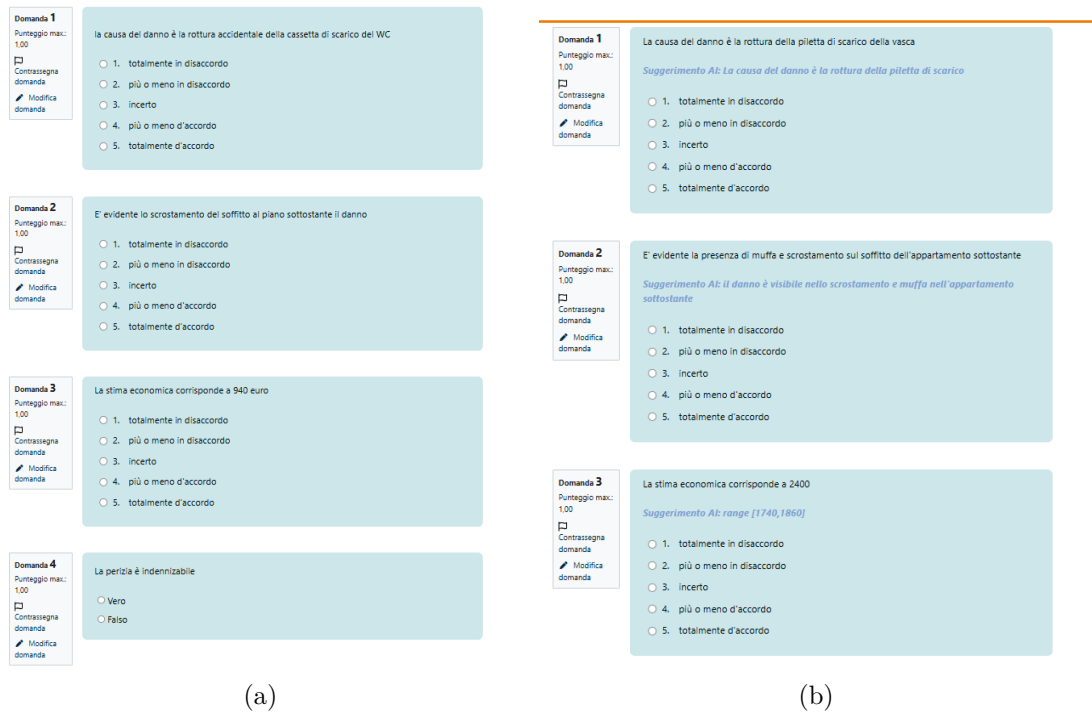 Domanda 1
Punteggio max.:
1,00
Contrassegna
domanda
Modifica
domanda
la causa del danno è la rottura accidentale della cassetta di scarico del WC
1. totalmente in disaccordo
2. più o meno in disaccordo
3. incerto
4. più o meno d'accordo
5. totalmente d'accordo
Domanda 2
Punteggio max.:
1,00
Contrassegna
domanda
Modifica
domanda
E' evidente lo scrostamento del soffitto al piano sottostante il danno
1. totalmente in disaccordo
2. più o meno in disaccordo
3. incerto
4. più o meno d'accordo
5. totalmente d'accordo
Domanda 3
Punteggio max.:
1,00
Contrassegna
domanda
Modifica
domanda
La stima economica corrisponde a 940 euro
1. totalmente in disaccordo
2. più o meno in disaccordo
3. incerto
4. più o meno d'accordo
5. totalmente d'accordo
Domanda 4
Punteggio max.:
1,00
Contrassegna
domanda
Modifica
domanda
La perizia è indennizabile
Vero
Falso
(a)
Domanda 1
Punteggio max.:
1,00
Contrassegna
domanda
Modifica
domanda
La causa del danno è la rottura della piletta di scarico della vasca
Suggerimento AI: La causa del danno è la rottura della piletta di scarico
1. totalmente in disaccordo
2. più o meno in disaccordo
3. incerto
4. più o meno d'accordo
5. totalmente d'accordo
Domanda 2
Punteggio max.:
1,00
Contrassegna
domanda
Modifica
domanda
E' evidente la presenza di muffa e scrostamento sul soffitto dell'appartamento sottostante
Suggerimento AI: il danno è visibile nello scrostamento e muffa nell'appartamento
sottostante
1. totalmente in disaccordo
2. più o meno in disaccordo
3. incerto
4. più o meno d'accordo
5. totalmente d'accordo
Domanda 3
Punteggio max.:
1,00
Contrassegna
domanda
Modifica
domanda
La stima economica corrisponde a 2400
Suggerimento AI: range [1740,1860]
1. totalmente in disaccordo
2. più o meno in disaccordo
3. incerto
4. più o meno d'accordo
5. totalmente d'accordo
(b)